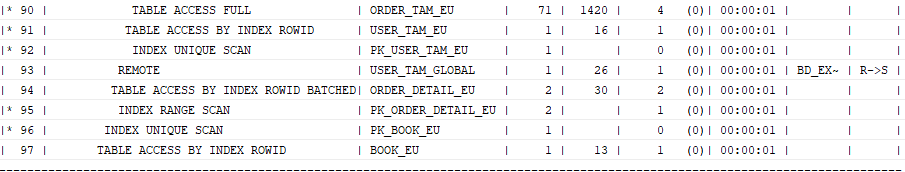 |* 90 |             TABLE ACCESS FULL                | ORDER_TAM_EU       |    71 |  1420 |     4   (0)| 00:00:01 |        |      |
|* 91 |            TABLE ACCESS BY INDEX ROWID       | USER_TAM_EU        |     1 |    16 |     1   (0)| 00:00:01 |        |      |
|* 92 |             INDEX UNIQUE SCAN                | PK_USER_TAM_EU     |     1 |       |     0   (0)| 00:00:01 |        |      |
|  93 |           REMOTE                             | USER_TAM_GLOBAL    |     1 |    26 |     1   (0)| 00:00:01 | BD_EX~ | R->S |
|  94 |          TABLE ACCESS BY INDEX ROWID BATCHED| ORDER_DETAIL_EU    |     2 |    30 |     2   (0)| 00:00:01 |        |      |
|* 95 |           INDEX RANGE SCAN                   | PK_ORDER_DETAIL_EU |     2 |       |     1   (0)| 00:00:01 |        |      |
|* 96 |         INDEX UNIQUE SCAN                    | PK_BOOK_EU         |     1 |       |     0   (0)| 00:00:01 |        |      |
|  97 |        TABLE ACCESS BY INDEX ROWID           | BOOK_EU            |     1 |    13 |     1   (0)| 00:00:01 |        |      |